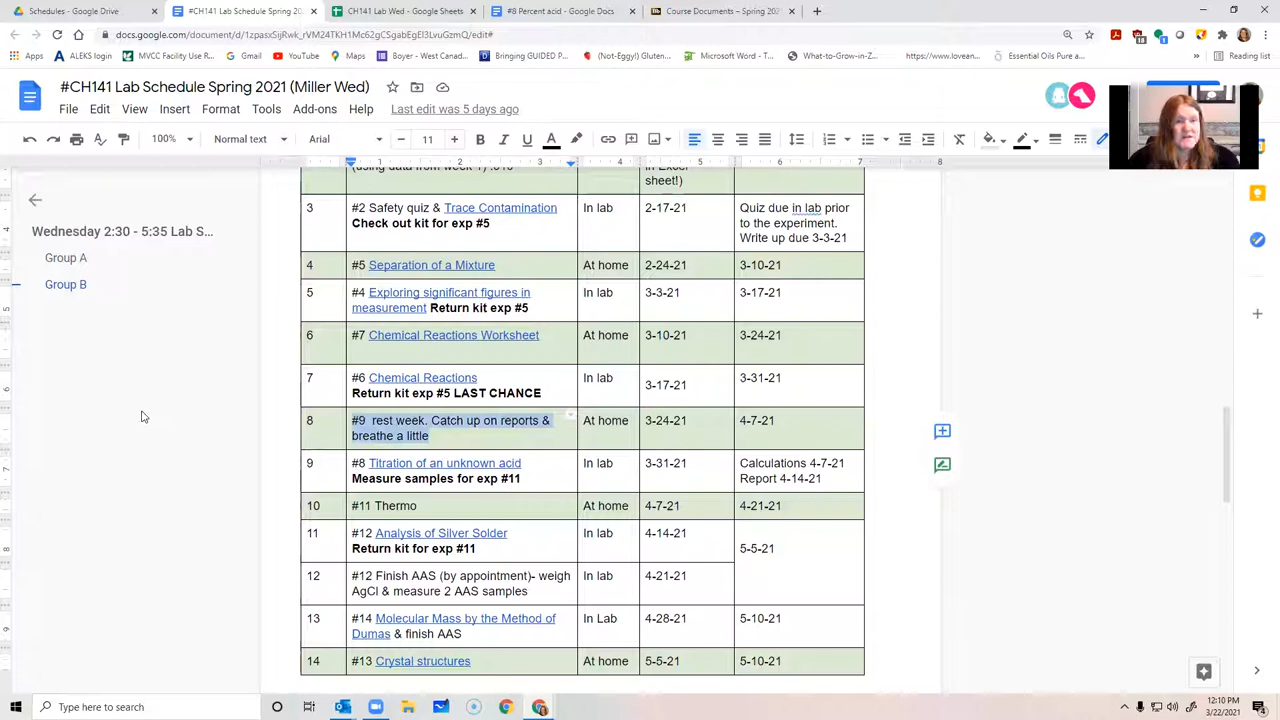 Schedules - Google Drive
#CH141 Lab Schedule Spring 202
CH141 Lab Wed - Google Sheets
#8 Percent acid - Google Docs
Course Documents – Spring 202
Apps
ALEKS login
MVCC Facility Use R...
Gmail
YouTube
Maps
Boyer - West Canad...
Bringing GUIDED P...
(Not-Eggy!) Gluten...
Microsoft Word - T...
What-to-Grow-in-Z...
https://www.lovean...
Essential Oils Pure a...
Reading list
#CH141 Lab Schedule Spring 2021 (Miller Wed)
File Edit View Insert Format Tools Add-ons Help Last edit was 5 days ago
100% Normal text Arial 11
1 2 3 4 5 6 7 8
Wednesday 2:30 - 5:35 Lab S...
Group A
Group B
in Excel
sheet!)
3 #2 Safety quiz & Trace Contamination In lab 2-17-21 Quiz due in lab prior
Check out kit for exp #5 to the experiment.
Write up due 3-3-21
4 #5 Separation of a Mixture At home 2-24-21 3-10-21
5 #4 Exploring significant figures in In lab 3-3-21 3-17-21
measurement Return kit exp #5
6 #7 Chemical Reactions Worksheet At home 3-10-21 3-24-21
7 #6 Chemical Reactions In lab 3-17-21 3-31-21
Return kit exp #5 LAST CHANCE
8 #9 rest week. Catch up on reports & At home 3-24-21 4-7-21
breathe a little
9 #8 Titration of an unknown acid In lab 3-31-21 Calculations 4-7-21
Measure samples for exp #11 Report 4-14-21
10 #11 Thermo At home 4-7-21 4-21-21
11 #12 Analysis of Silver Solder In lab 4-14-21 5-5-21
Return kit for exp #11
12 #12 Finish AAS (by appointment)- weigh In lab 4-21-21
AgCl & measure 2 AAS samples
13 #14 Molecular Mass by the Method of In Lab 4-28-21 5-10-21
Dumas & finish AAS
14 #13 Crystal structures At home 5-5-21 5-10-21
Type here to search
12:10 PM
3/22/2021